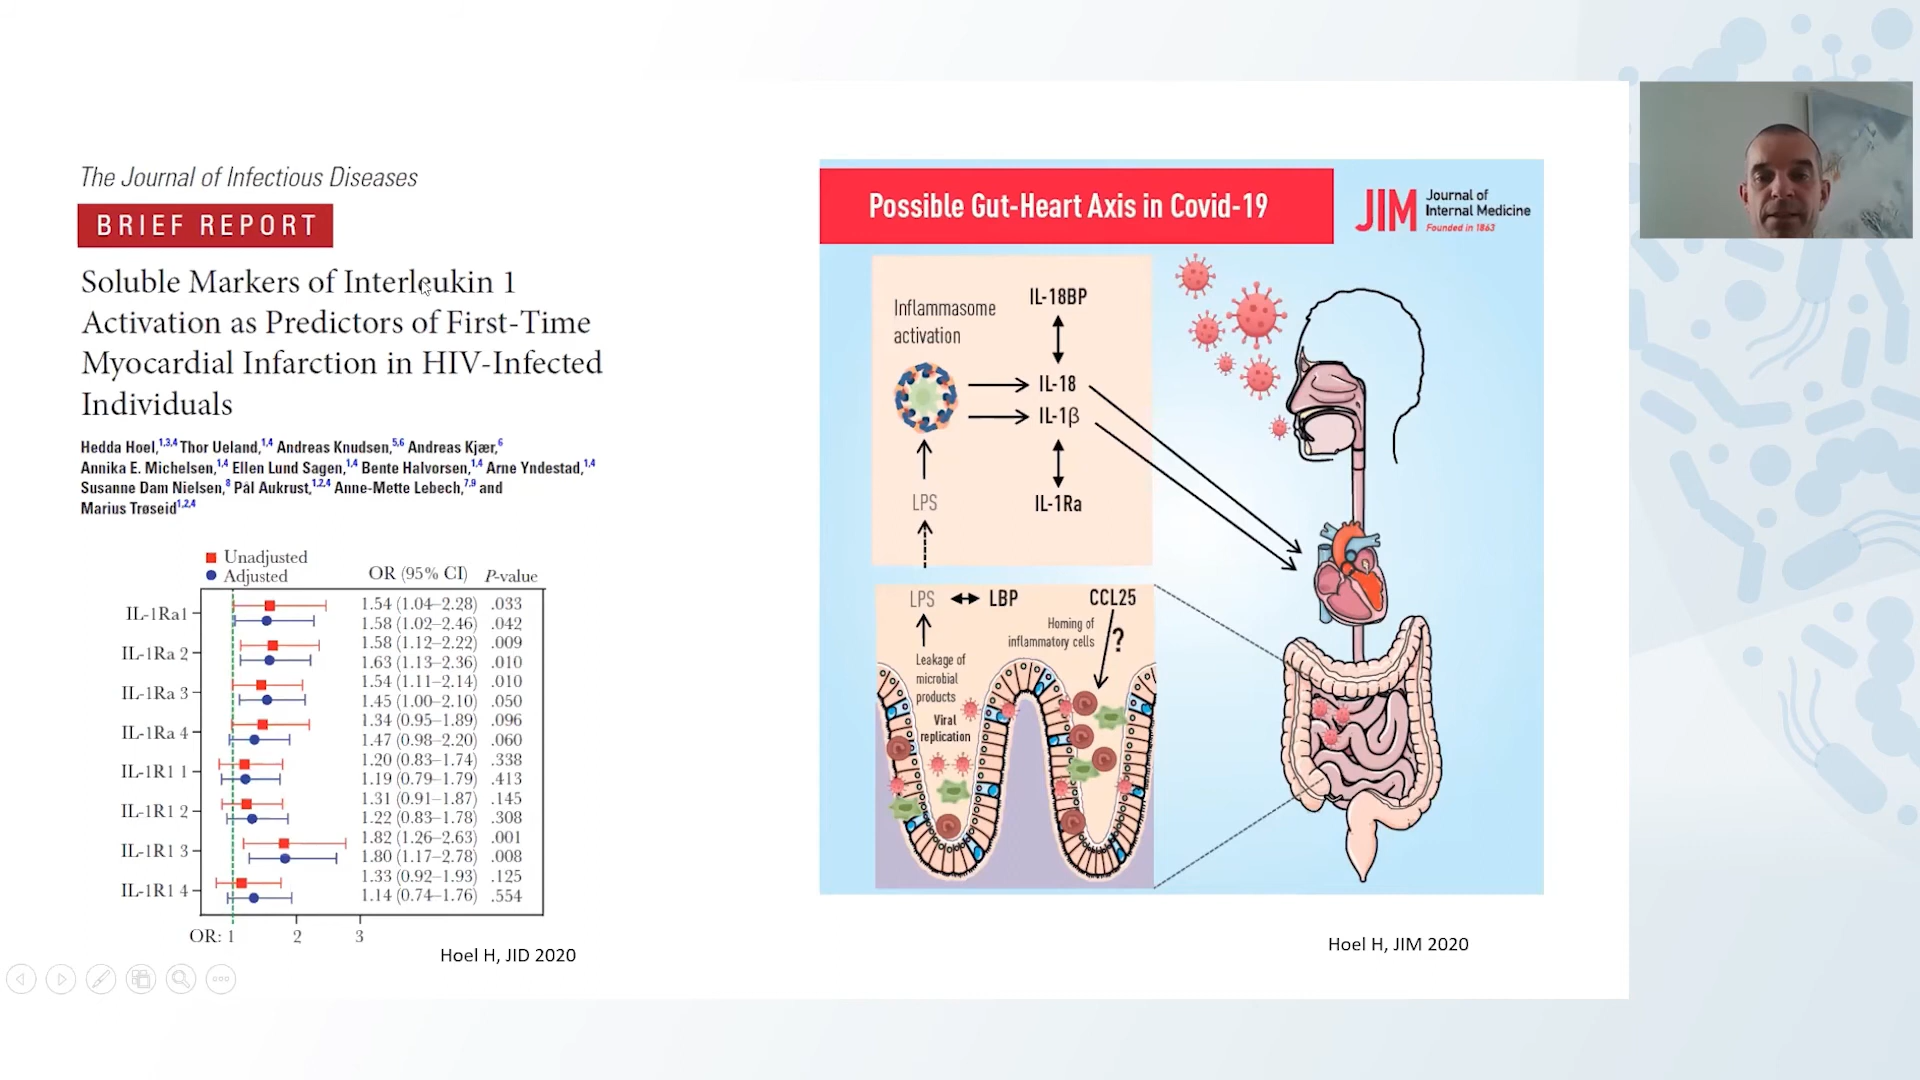 The Journal of Infectious Diseases
BRIEF REPORT
Soluble Markers of Interleukin 1
Activation as Predictors of First-Time
Myocardial Infarction in HIV-Infected
Individuals
Hedda Hoel,1,3,4 Thor Ueland,1,4 Andreas Knudsen,5,6 Andreas Kjær,6
Annika E. Michelsen,1,4 Ellen Lund Sagen,1,4 Bente Halvorsen,1,4 Arne Yndestad,1,4
Susanne Dam Nielsen,8 Pål Aukrust,1,2,4 Anne-Mette Lebech,7,9 and
Marius Trøseid1,2,4
Unadjusted
Adjusted
OR (95% CI) P-value
IL-1Ra1 1.54 (1.04–2.28) .033
1.58 (1.02–2.46) .042
IL-1Ra 2 1.58 (1.12–2.22) .009
1.63 (1.13–2.36) .010
IL-1Ra 3 1.54 (1.11–2.14) .010
1.45 (1.00–2.10) .050
IL-1Ra 4 1.34 (0.95–1.89) .096
1.47 (0.98–2.20) .060
IL-1R1 1 1.20 (0.83–1.74) .338
1.19 (0.79–1.79) .413
IL-1R1 2 1.31 (0.91–1.87) .145
1.22 (0.83–1.78) .308
IL-1R1 3 1.82 (1.26–2.63) .001
1.80 (1.17–2.78) .008
IL-1R1 4 1.33 (0.92–1.93) .125
1.14 (0.74–1.76) .554
OR: 1 2 3
Hoel H, JID 2020
Possible Gut-Heart Axis in Covid-19
JIM
Journal of
Internal Medicine
Founded in 1863
Inflammasome
activation
IL-18BP
IL-18
IL-1β
IL-1Ra
LPS
LPS
LBP
CCL25
Homing of
inflammatory cells
?
Leakage of
microbial
products
Viral
replication
Hoel H, JIM 2020